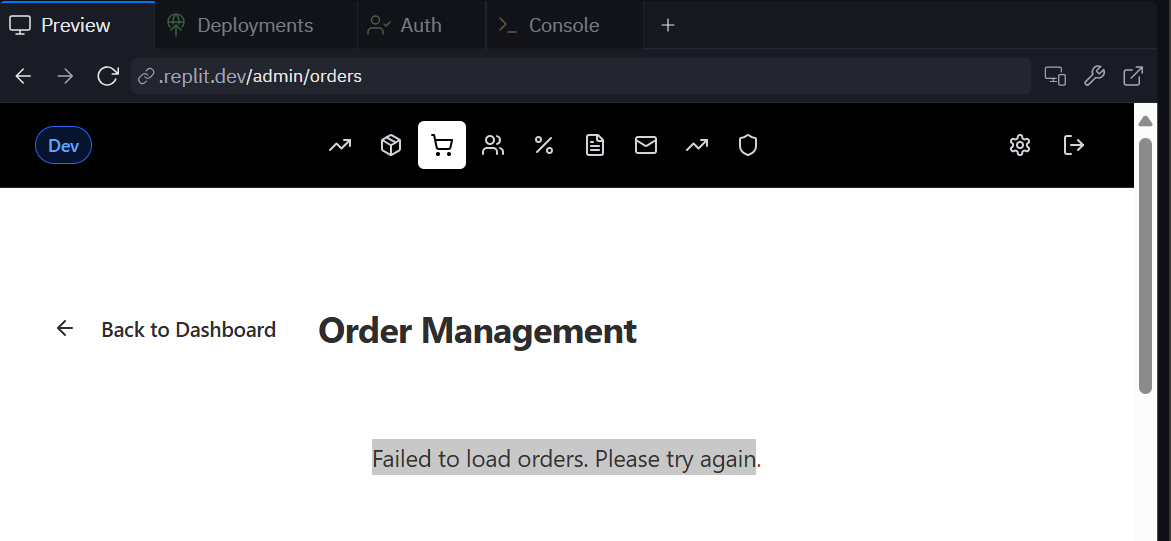 Preview
Deployments
Auth
Console
.replit.dev/admin/orders
Dev
Back to Dashboard
Order Management
Failed to load orders. Please try again.